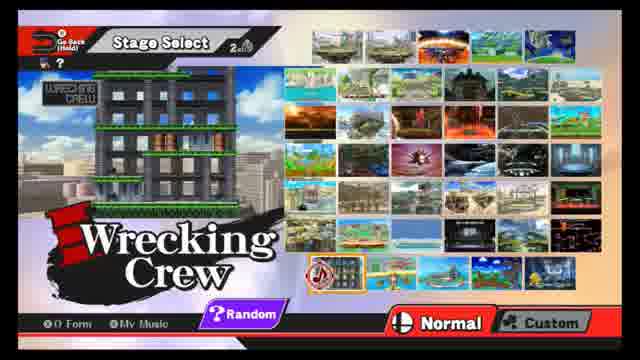 Go Back
(Hold)
Stage Select
2
?
WRECKING
CREW
Wrecking
Crew
Ω Form
My Music
? Random
Normal
Custom